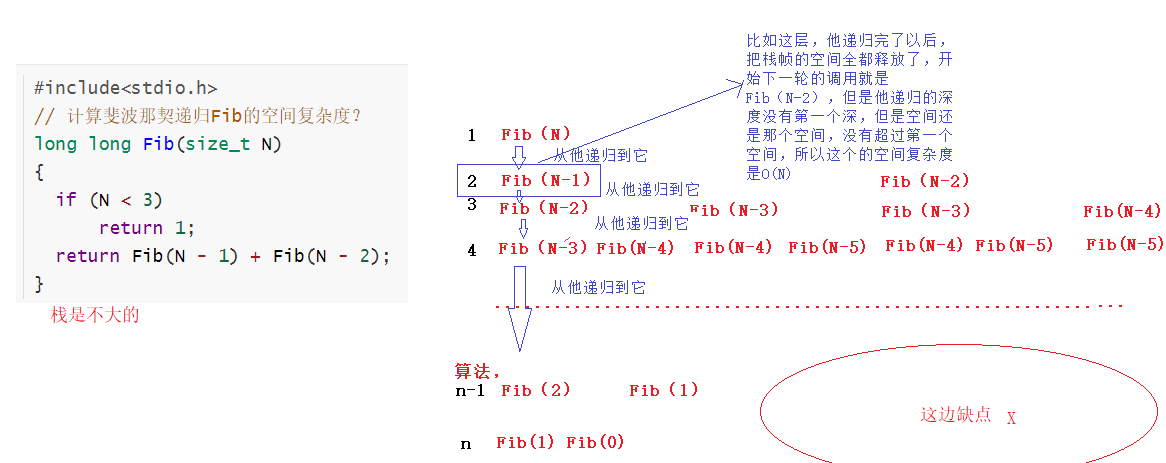 #include<stdio.h>
// 计算斐波那契递归Fib的空间复杂度？
long long Fib(size_t N)
{
if (N < 3)
return 1;
return Fib(N - 1) + Fib(N - 2);
}
栈是不大的
比如这层，他递归完了以后，
把栈帧的空间全都释放了，开
始下一轮的调用就是
Fib（N-2），但是他递归的深
度没有第一个深，但是空间还
是那个空间，没有超过第一个
空间，所以这个的空间复杂度
是O(N)
1 Fib（N）
从他递归到它
2 Fib（N-1） 从他递归到它 Fib（N-2）
3 Fib（N-2） Fib（N-3） Fib（N-3） Fib(N-4)
从他递归到它
4 Fib（N-3） Fib(N-4) Fib(N-4) Fib(N-5) Fib(N-4) Fib(N-5) Fib(N-5)
从他递归到它
算法，
n-1 Fib（2） Fib（1）
这边缺点 X
n Fib(1) Fib(0)